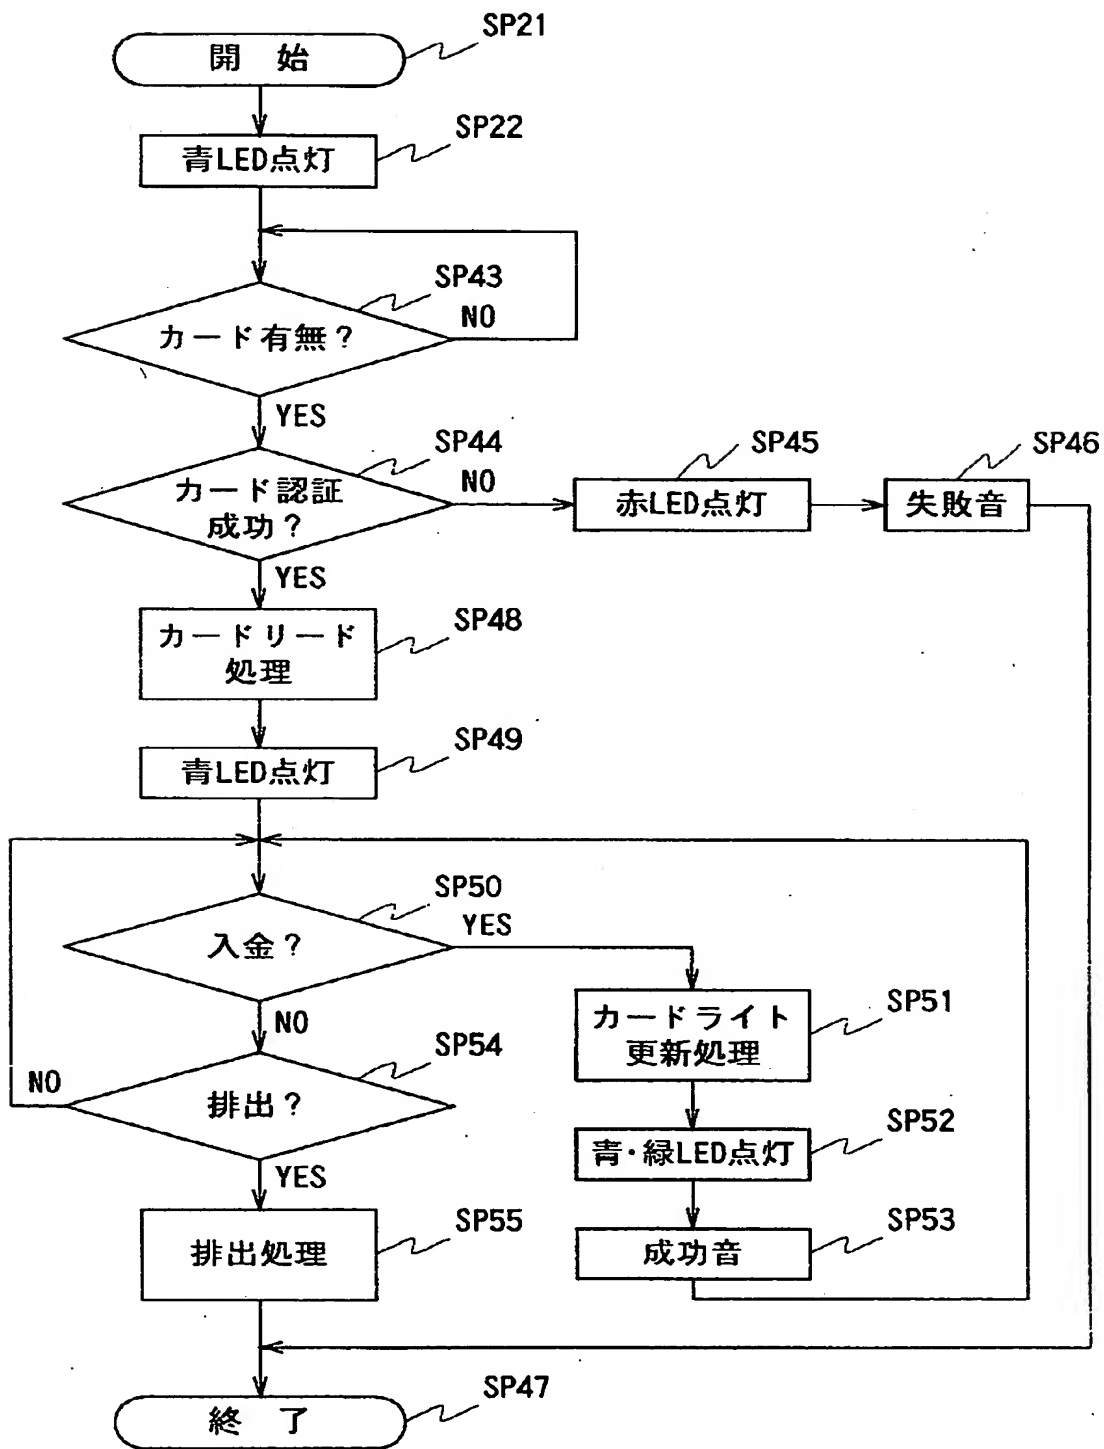 開 始
SP21
青LED点灯
SP22
カード有無?
SP43
NO
YES
カード認証
成功?
SP44
NO
赤LED点灯
SP45
失敗音
SP46
YES
カードリード
処理
SP48
青LED点灯
SP49
入金?
SP50
YES
NO
カードライト
更新処理
SP51
排出?
SP54
NO
YES
青・緑LED点灯
SP52
成功音
SP53
排出処理
SP55
終 了
SP47